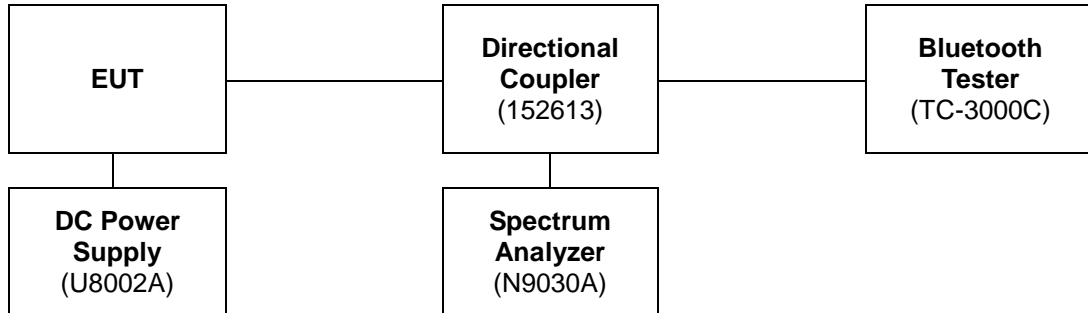 EUT
Directional
Coupler
(152613)
Bluetooth
Tester
(TC-3000C)
DC Power
Supply
(U8002A)
Spectrum
Analyzer
(N9030A)